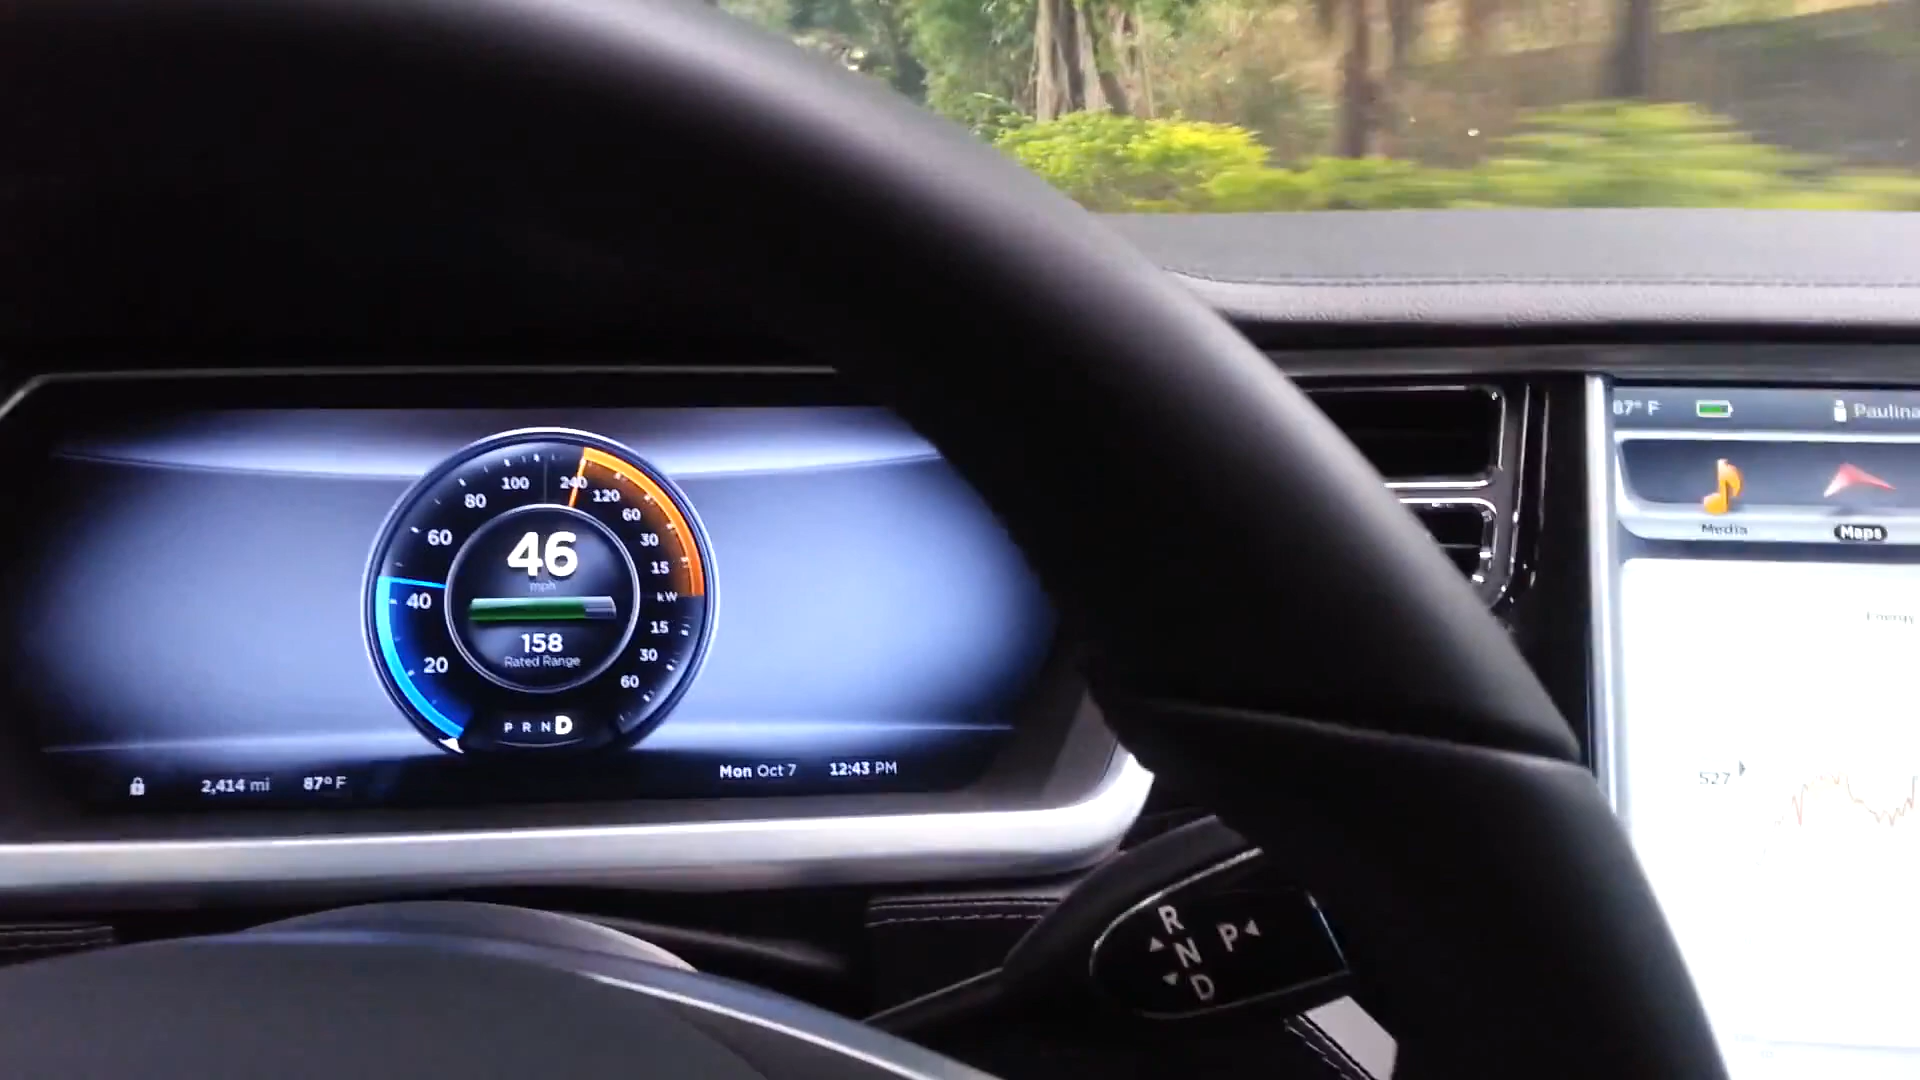 100
240
80
120
60
60
46
30
mph
15
40
kW
158
15
Rated Range
30
20
60
P R N D
2,414 mi
87° F
Mon Oct 7
12:43 PM
R
N
P
D
87° F
Paulina
Media
Maps
Energy
527